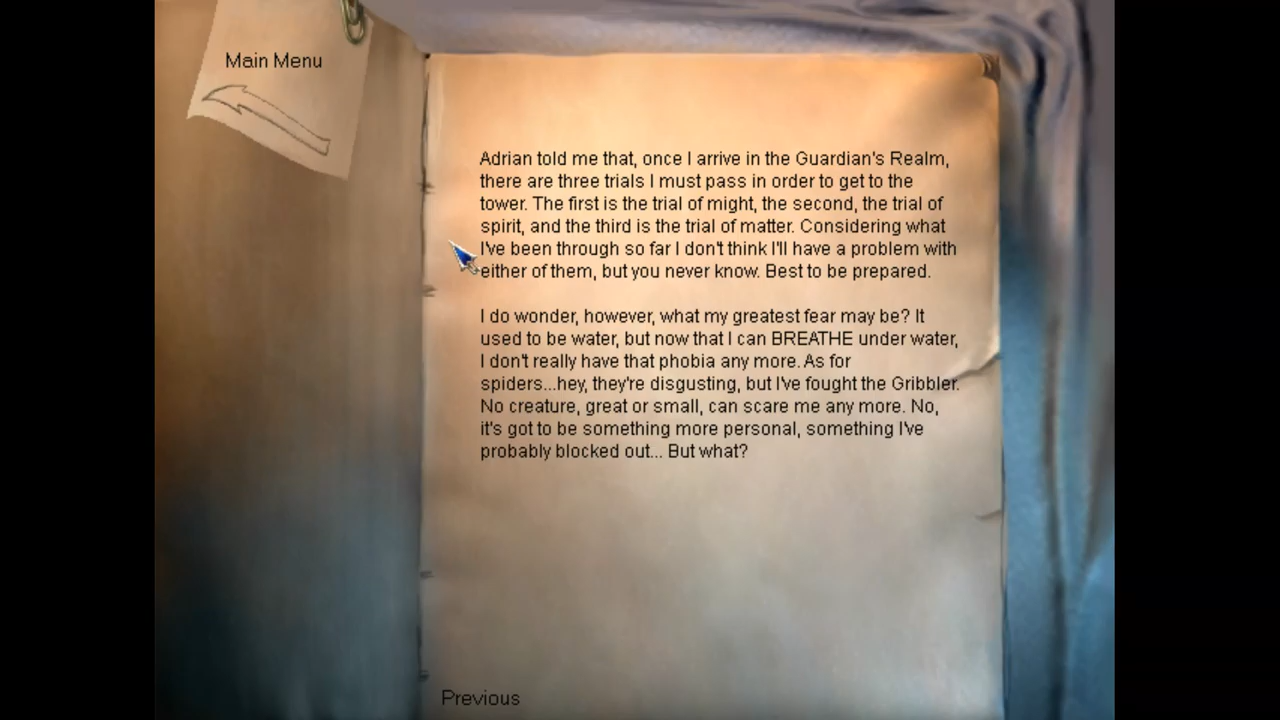 Main Menu
Adrian told me that, once I arrive in the Guardian's Realm,
there are three trials I must pass in order to get to the
tower. The first is the trial of might, the second, the trial of
spirit, and the third is the trial of matter. Considering what
I've been through so far I don't think I'll have a problem with
either of them, but you never know. Best to be prepared.
I do wonder, however, what my greatest fear may be? It
used to be water, but now that I can BREATHE under water,
I don't really have that phobia any more. As for
spiders...hey, they're disgusting, but I've fought the Gribbler.
No creature, great or small, can scare me any more. No,
it's got to be something more personal, something I've
probably blocked out... But what?
Previous